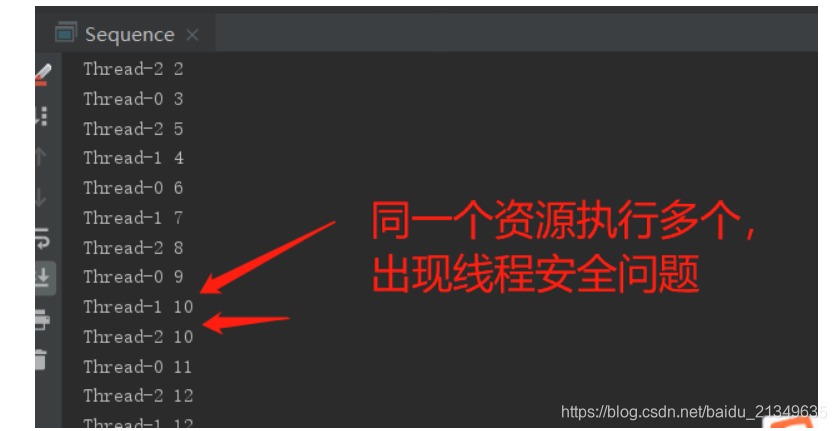 Sequence
Thread-2 2
Thread-0 3
Thread-2 5
Thread-1 4
Thread-0 6
Thread-1 7
Thread-2 8
Thread-0 9
Thread-1 10
Thread-2 10
Thread-0 11
Thread-2 12
Thread-1 12
同一个资源执行多个，
出现线程安全问题
https://blog.csdn.net/baidu_21349635